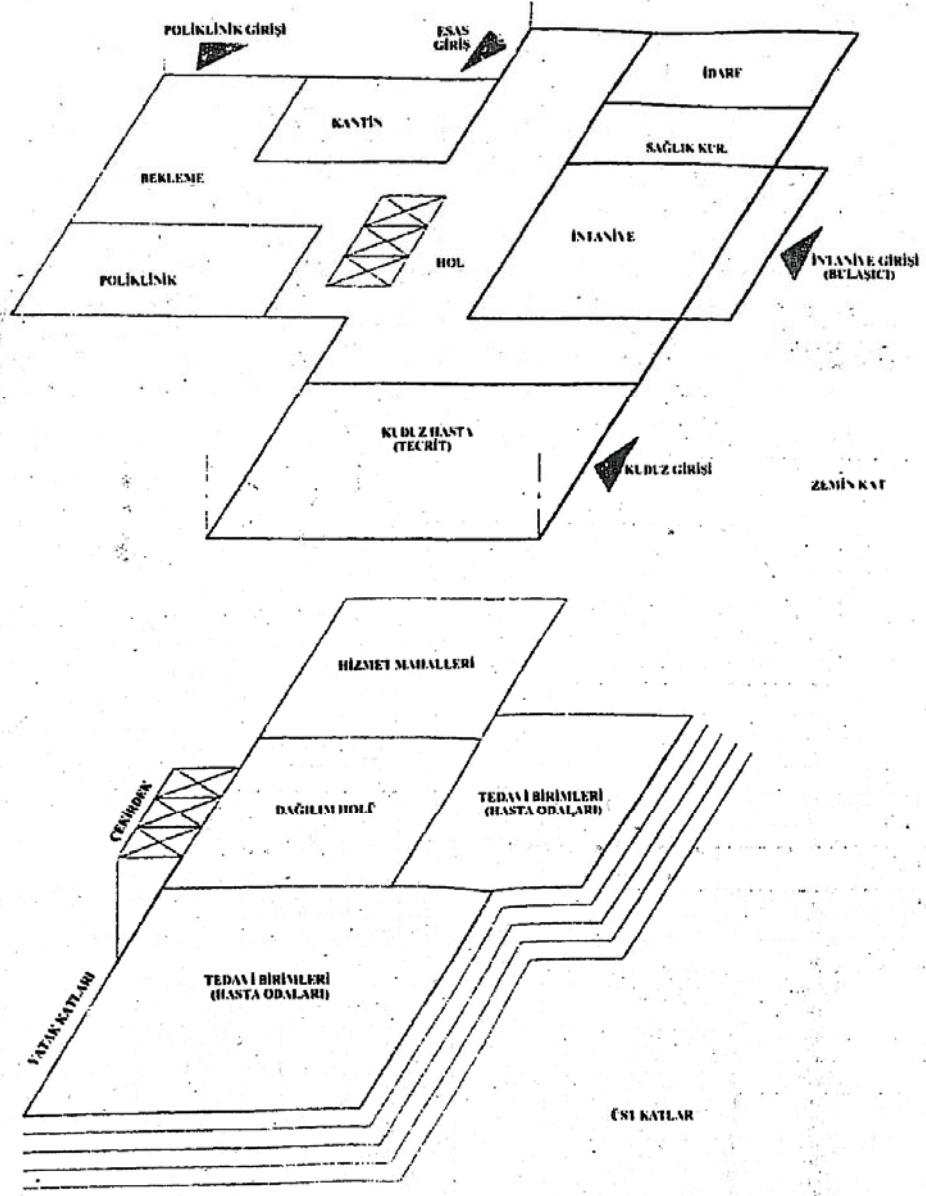 POLİKLİNİK GİRİŞİ
ESAS
GİRİŞ
İDARE
KANTİN
SAĞLIK KUR.
BEKLEME
İNTANİYE
HOL
İNTANİYE GİRİŞİ
(BULAŞICI)
POLİKLİNİK
KUDUZ HASTA
(TECRİT)
KUDUZ GİRİŞİ
ZEMİN KAT
HİZMET MAHALLERİ
ÇEKİRDEK
DAĞILIM HOLÜ
TEDAVİ BİRİMLERİ
(HASTA ODALARI)
TEDAVİ BİRİMLERİ
(HASTA ODALARI)
YATAK KATLARI
ÜST KATLAR